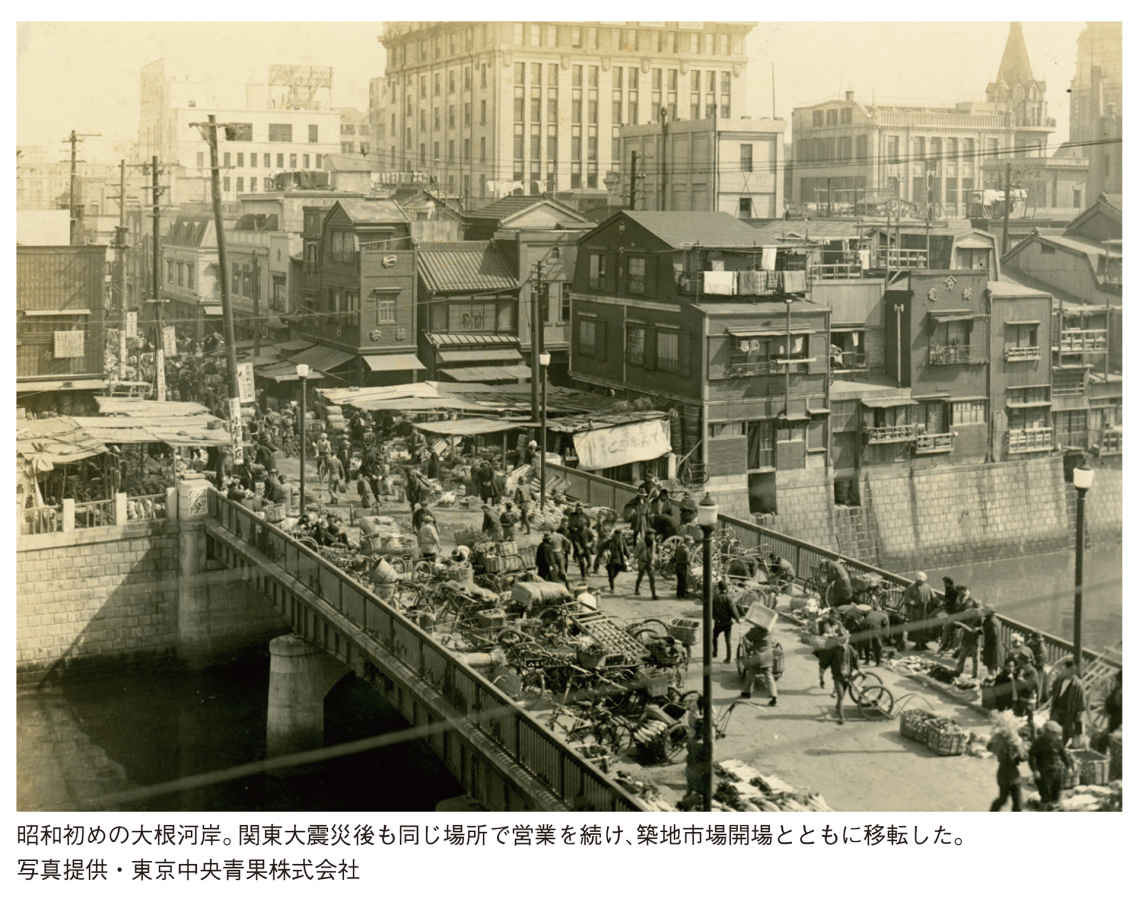 昭和初めの大根河岸。関東大震災後も同じ場所で営業を続け、築地市場開場とともに移転した。
写真提供・東京中央青果株式会社